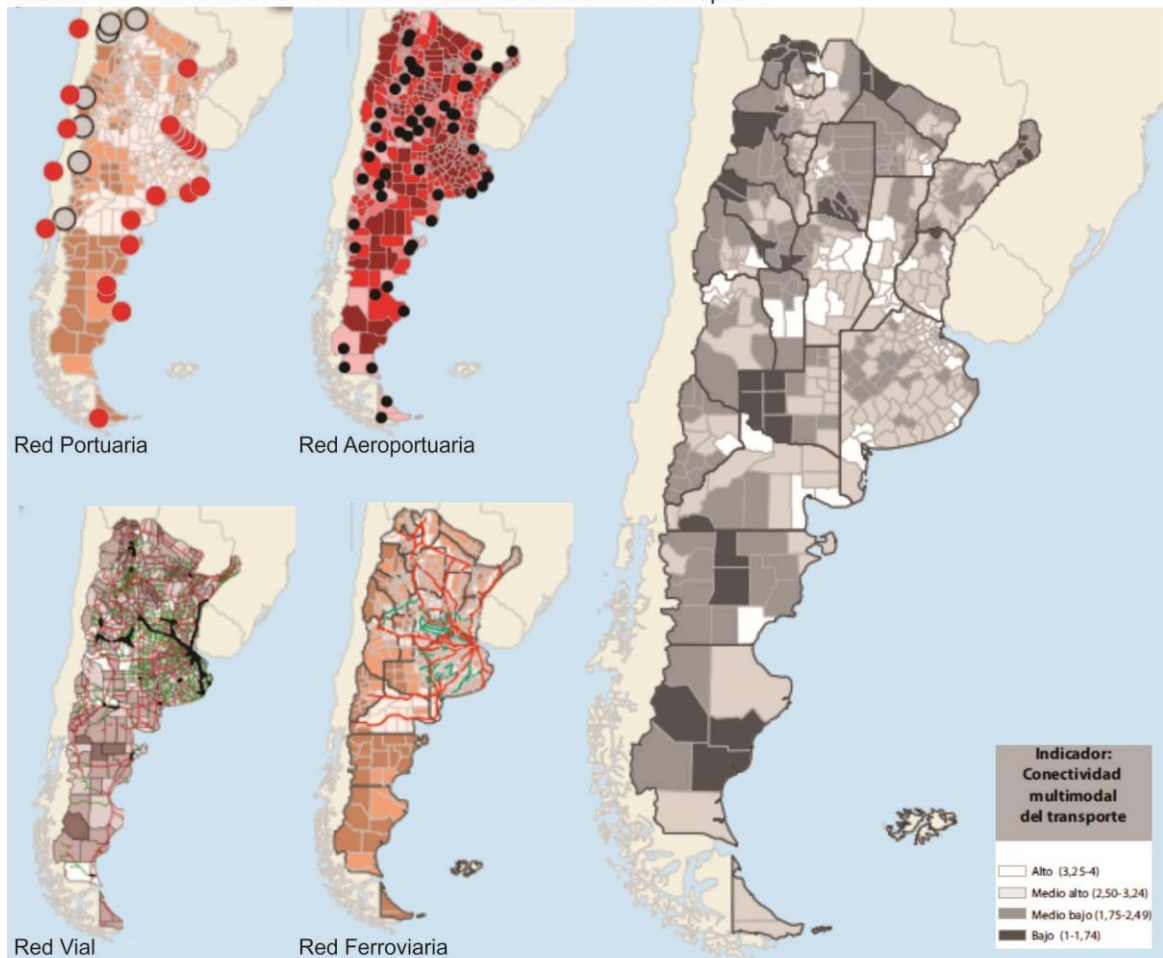 Red Portuaria
Red Aeroportuaria
Red Vial
Red Ferroviaria
Indicador:
Conectividad
multimodal
del transporte
Alto (3,25-4)
Medio alto (2,50-3,24)
Medio bajo (1,75-2,49)
Bajo (1-1,74)